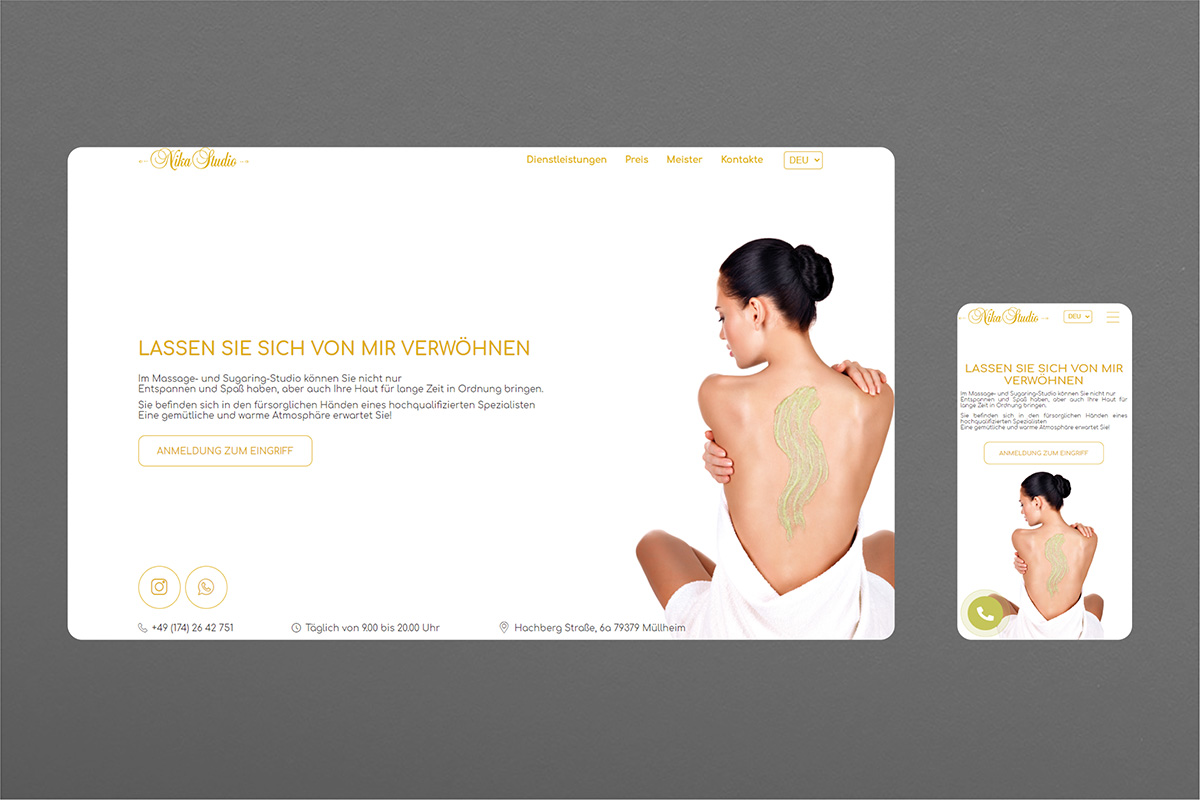 Nika Studio
Dienstleistungen Preis Meister Kontakte DEU
LASSEN SIE SICH VON MIR VERWÖHNEN
Im Massage- und Sugaring-Studio können Sie nicht nur
Entspannen und Spaß haben, aber auch Ihre Haut für lange Zeit in Ordnung bringen.
Sie befinden sich in den fürsorglichen Händen eines hochqualifizierten Spezialisten
Eine gemütliche und warme Atmosphäre erwartet Sie!
ANMELDUNG ZUM EINGRIFF
+49 (174) 26 42 751
Täglich von 9.00 bis 20.00 Uhr
Hachberg Straße, 6a 79379 Müllheim
Nika Studio
DEU
LASSEN SIE SICH VON MIR
VERWÖHNEN
Im Massage- und Sugaring-Studio können Sie nicht nur
Entspannen und Spaß haben, aber auch Ihre Haut für
lange Zeit in Ordnung bringen.
Sie befinden sich in den fürsorglichen Händen eines
hochqualifizierten Spezialisten
Eine gemütliche und warme Atmosphäre erwartet Sie!
ANMELDUNG ZUM EINGRIFF